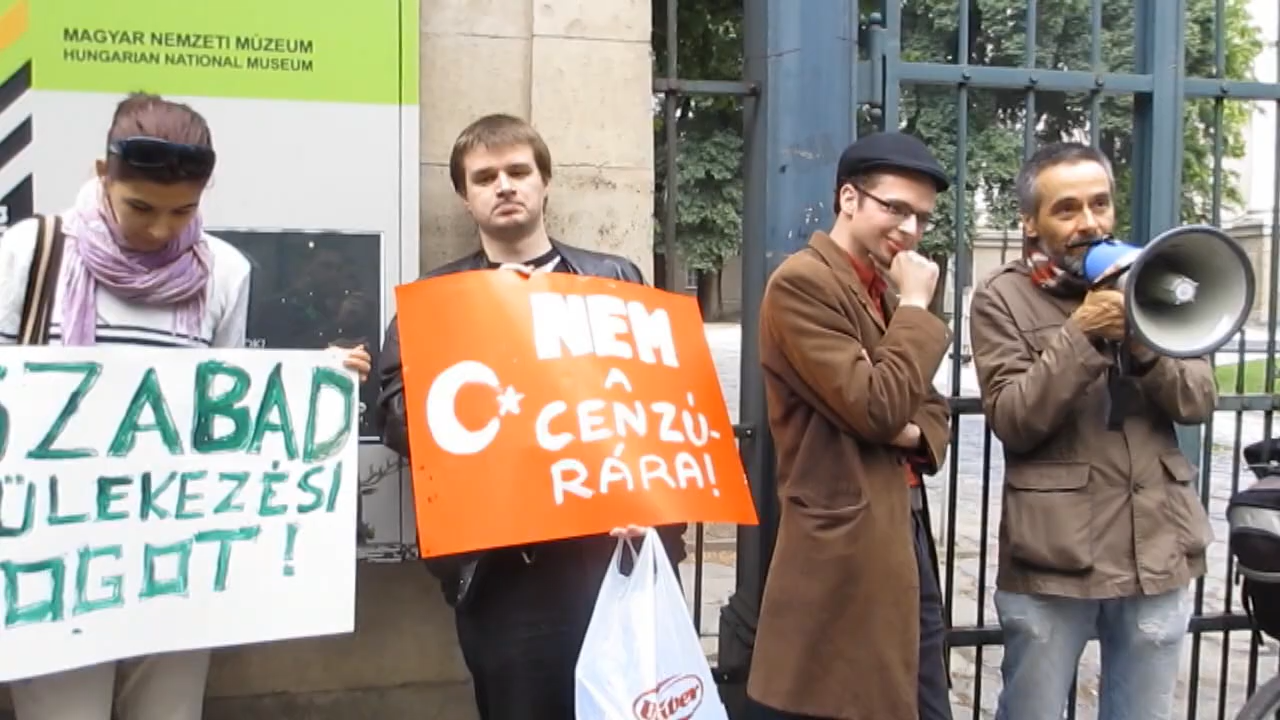 MAGYAR NEMZETI MÚZEUM
HUNGARIAN NATIONAL MUSEUM
SZABAD
ÜLEKEZÉSI
OGOT!
NEM
A
CENZÚ-
RÁRA!